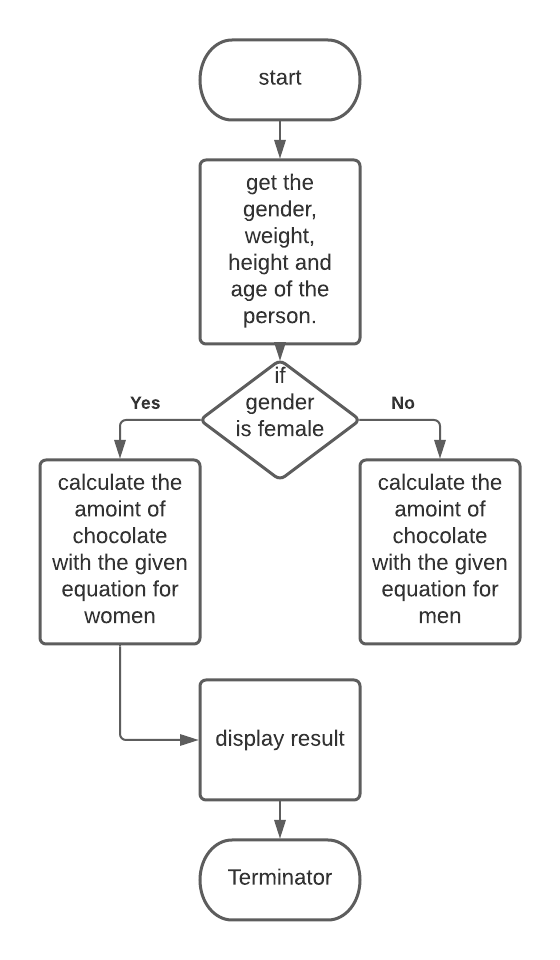 start
get the
gender,
weight,
height and
age of the
person.
if
gender
is female
Yes
No
calculate the
amoint of
chocolate
with the given
equation for
women
calculate the
amoint of
chocolate
with the given
equation for
men
display result
Terminator